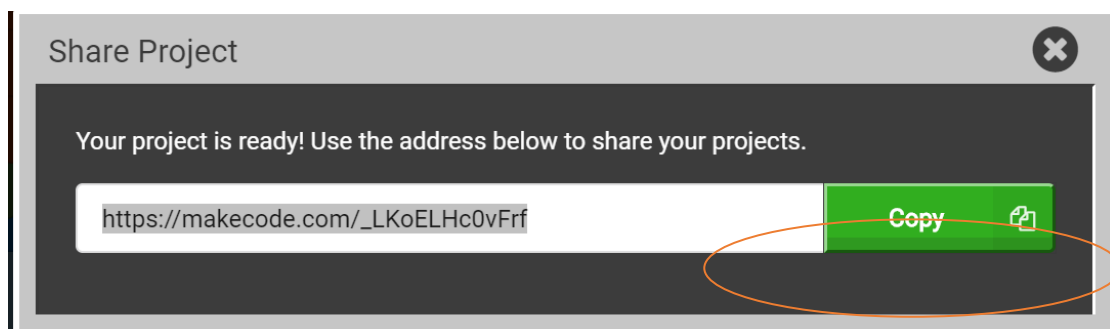 Share Project
Your project is ready! Use the address below to share your projects.
https://makecode.com/_LKoELHc0vFrf
Copy